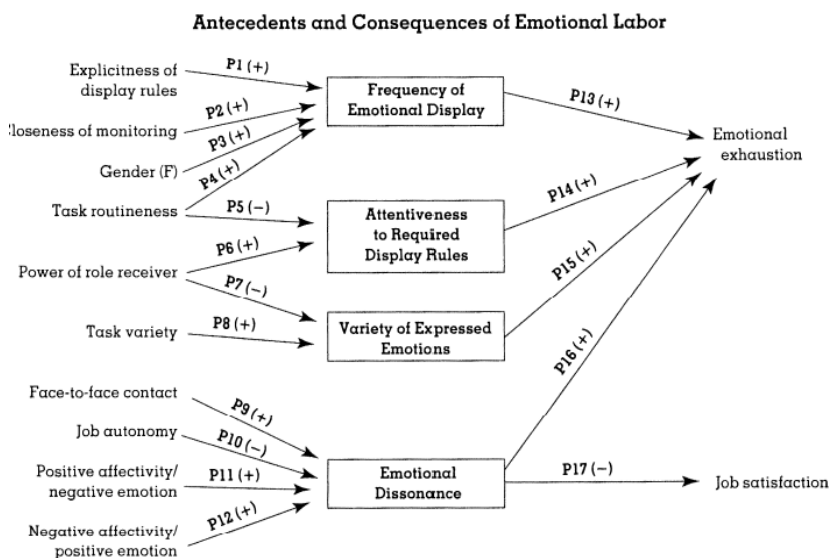 Antecedents and Consequences of Emotional Labor
Explicitness of
display rules
P1 (+)
Frequency of
Emotional Display
P13 (+)
Closeness of monitoring
P2 (+)
P3 (+)
Gender (F)
P4 (+)
Emotional
exhaustion
Task routineness
P5 (–)
Attentiveness
to Required
Display Rules
P14 (+)
P6 (+)
Power of role receiver
P7 (–)
P15 (+)
Task variety
P8 (+)
Variety of Expressed
Emotions
P16 (+)
Face-to-face contact
P9 (+)
Job autonomy
P10 (–)
Positive affectivity/
negative emotion
P11 (+)
Emotional
Dissonance
P17 (–)
Job satisfaction
P12 (+)
Negative affectivity/
positive emotion